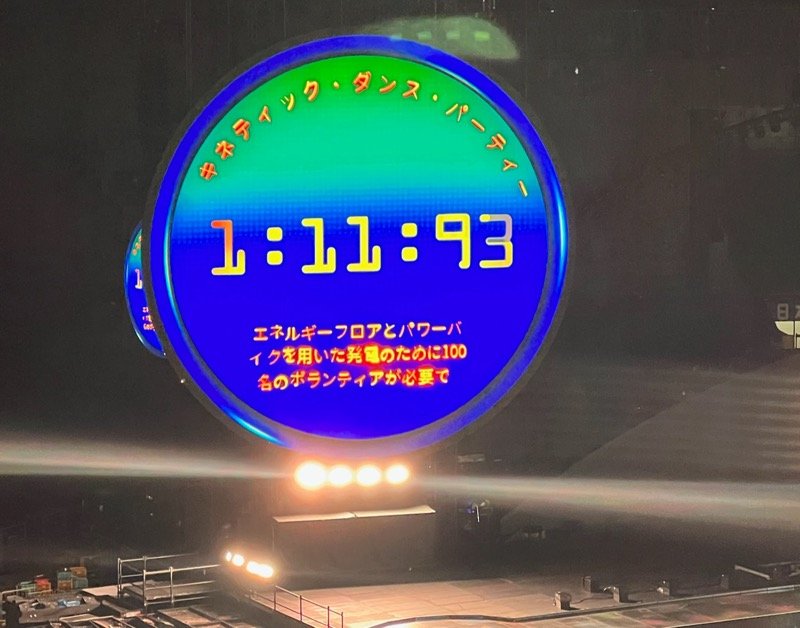 キネティック・ダンス・パーティー
1:11:93
エネルギーフロアとパワーバ
イクを用いた発電のために100
名のボランティアが必要で